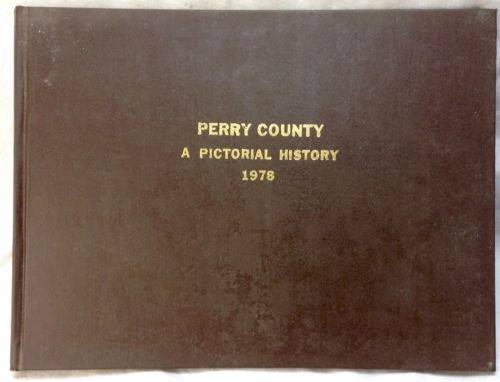 PERRY COUNTY
A PICTORIAL HISTORY
1978